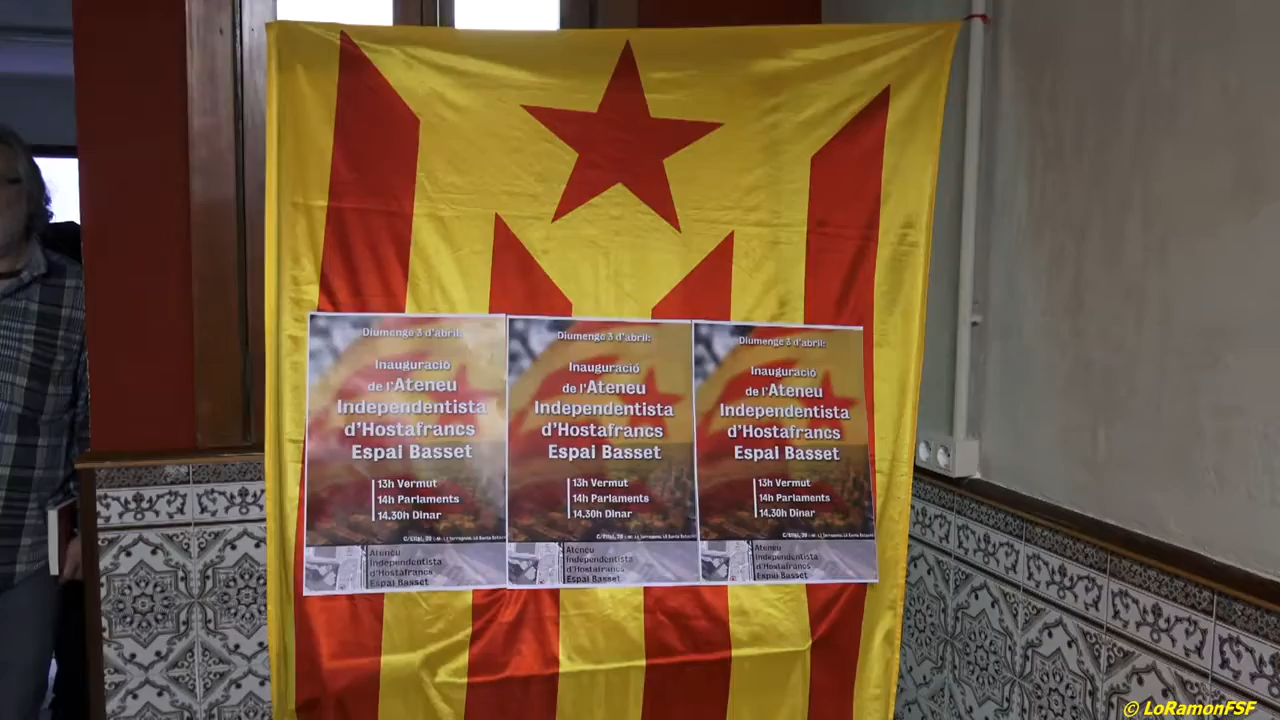 Diumenge 3 d'abril:
Inauguració
de l'Ateneu
Independentista
d'Hostafrancs
Espai Basset
13h Vermut
14h Parlaments
14.30h Dinar
Ateneu
Independentista
d'Hostafrancs
Espai Basset
Diumenge 3 d'abril:
Inauguració
de l'Ateneu
Independentista
d'Hostafrancs
Espai Basset
13h Vermut
14h Parlaments
14.30h Dinar
Ateneu
Independentista
d'Hostafrancs
Espai Basset
Diumenge 3 d'abril:
Inauguració
de l'Ateneu
Independentista
d'Hostafrancs
Espai Basset
13h Vermut
14h Parlaments
14.30h Dinar
Ateneu
Independentista
d'Hostafrancs
Espai Basset
© LoRamonFSF